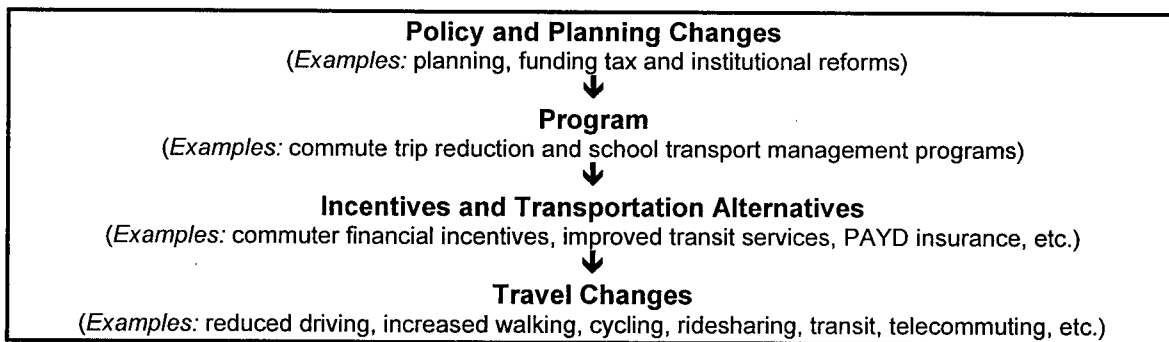 Policy and Planning Changes
(Examples: planning, funding tax and institutional reforms)
Program
(Examples: commute trip reduction and school transport management programs)
Incentives and Transportation Alternatives
(Examples: commuter financial incentives, improved transit services, PAYD insurance, etc.)
Travel Changes
(Examples: reduced driving, increased walking, cycling, ridesharing, transit, telecommuting, etc.)